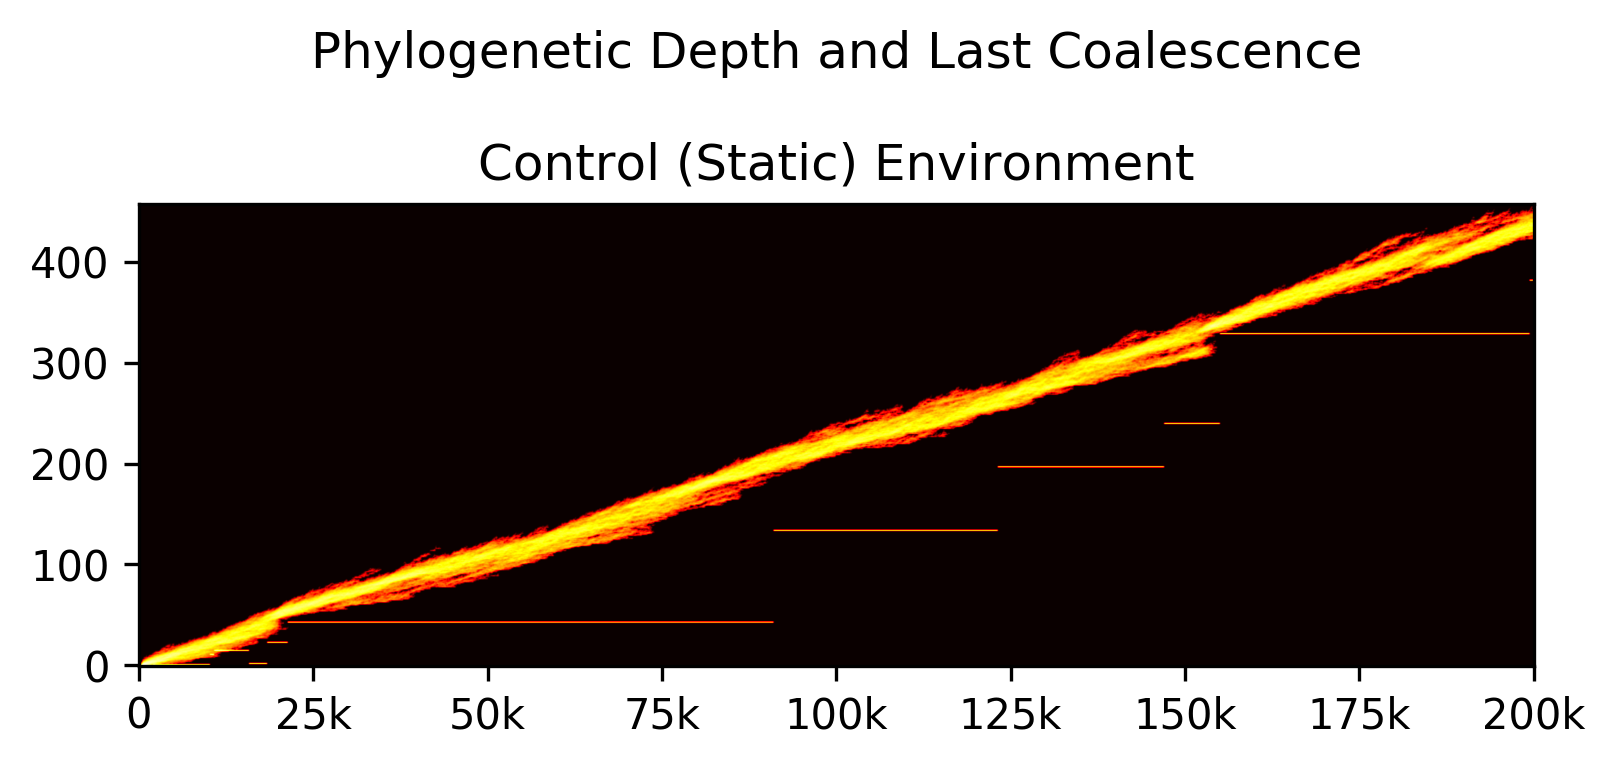 Phylogenetic Depth and Last Coalescence
Control (Static) Environment
400
300
200
100
0
0 25k 50k 75k 100k 125k 150k 175k 200k